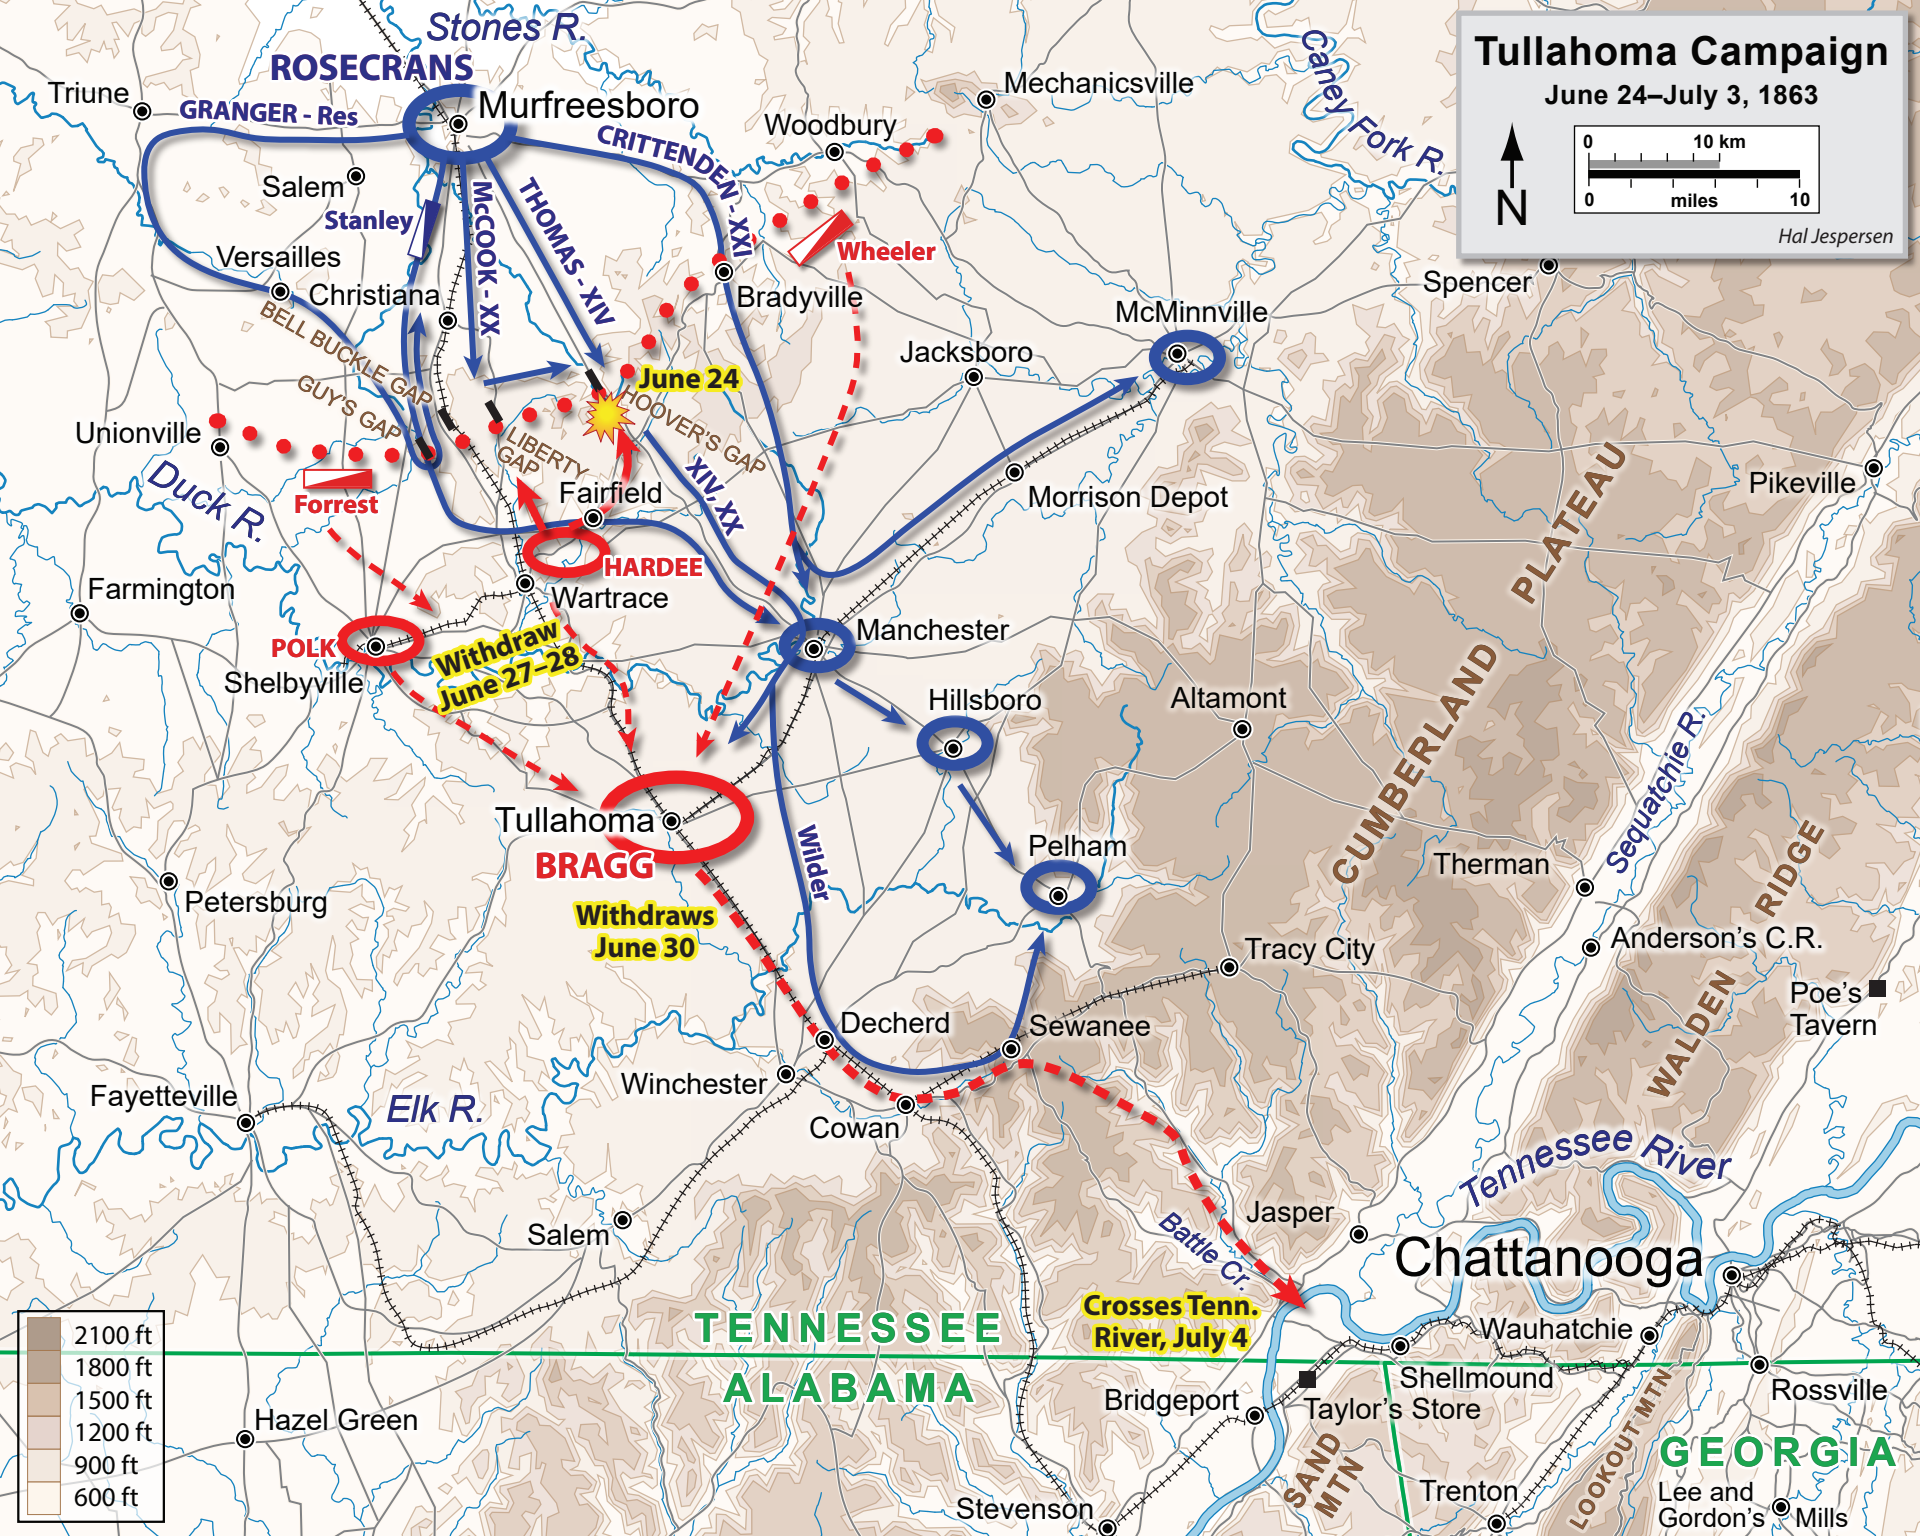 Tullahoma Campaign
June 24–July 3, 1863
0
10 km
0
miles
10
N
Hal Jespersen
Stones R.
ROSECRANS
Triune
GRANGER - Res
Murfreesboro
CRITTENDEN - XXI
Woodbury
Mechanicsville
Caney Fork R.
Salem
Stanley
McCOOK - XX
THOMAS - XIV
Wheeler
Versailles
Christiana
Bradyville
Spencer
McMinnville
BELL BUCKLE GAP
GUY'S GAP
June 24
HOOVER'S GAP
Jacksboro
Unionville
LIBERTY
GAP
Duck R.
Forrest
Fairfield
XIV, XX
Morrison Depot
Pikeville
CUMBERLAND PLATEAU
HARDEE
Farmington
Wartrace
POLK
Shelbyville
Withdraw
June 27–28
Manchester
Hillsboro
Altamont
Sequatchie R.
Tullahoma
BRAGG
Wilder
Pelham
Therman
WALDEN RIDGE
Petersburg
Withdraws
June 30
Tracy City
Anderson's C.R.
Poe's
Tavern
Decherd
Sewanee
Winchester
Fayetteville
Elk R.
Cowan
Tennessee River
Salem
Battle Cr.
Jasper
Chattanooga
Crosses Tenn.
River, July 4
TENNESSEE
ALABAMA
Wauhatchie
Shellmound
Rossville
Bridgeport
Taylor's Store
Hazel Green
SAND
MTN
LOOKOUT MTN
GEORGIA
Trenton
Lee and
Gordon's Mills
Stevenson
2100 ft
1800 ft
1500 ft
1200 ft
900 ft
600 ft